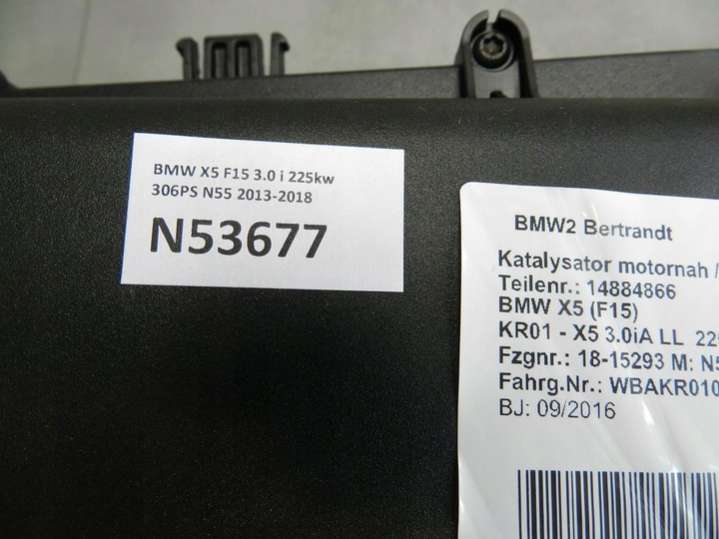 BMW X5 F15 3.0 i 225kw
306PS N55 2013-2018
N53677
BMW2 Bertrandt
Katalysator motornah /
Teilenr.: 14884866
BMW X5 (F15)
KR01 - X5 3.0iA LL
Fzgnr.: 18-15293 M:
Fahrg.Nr.:
BJ: 09/2016